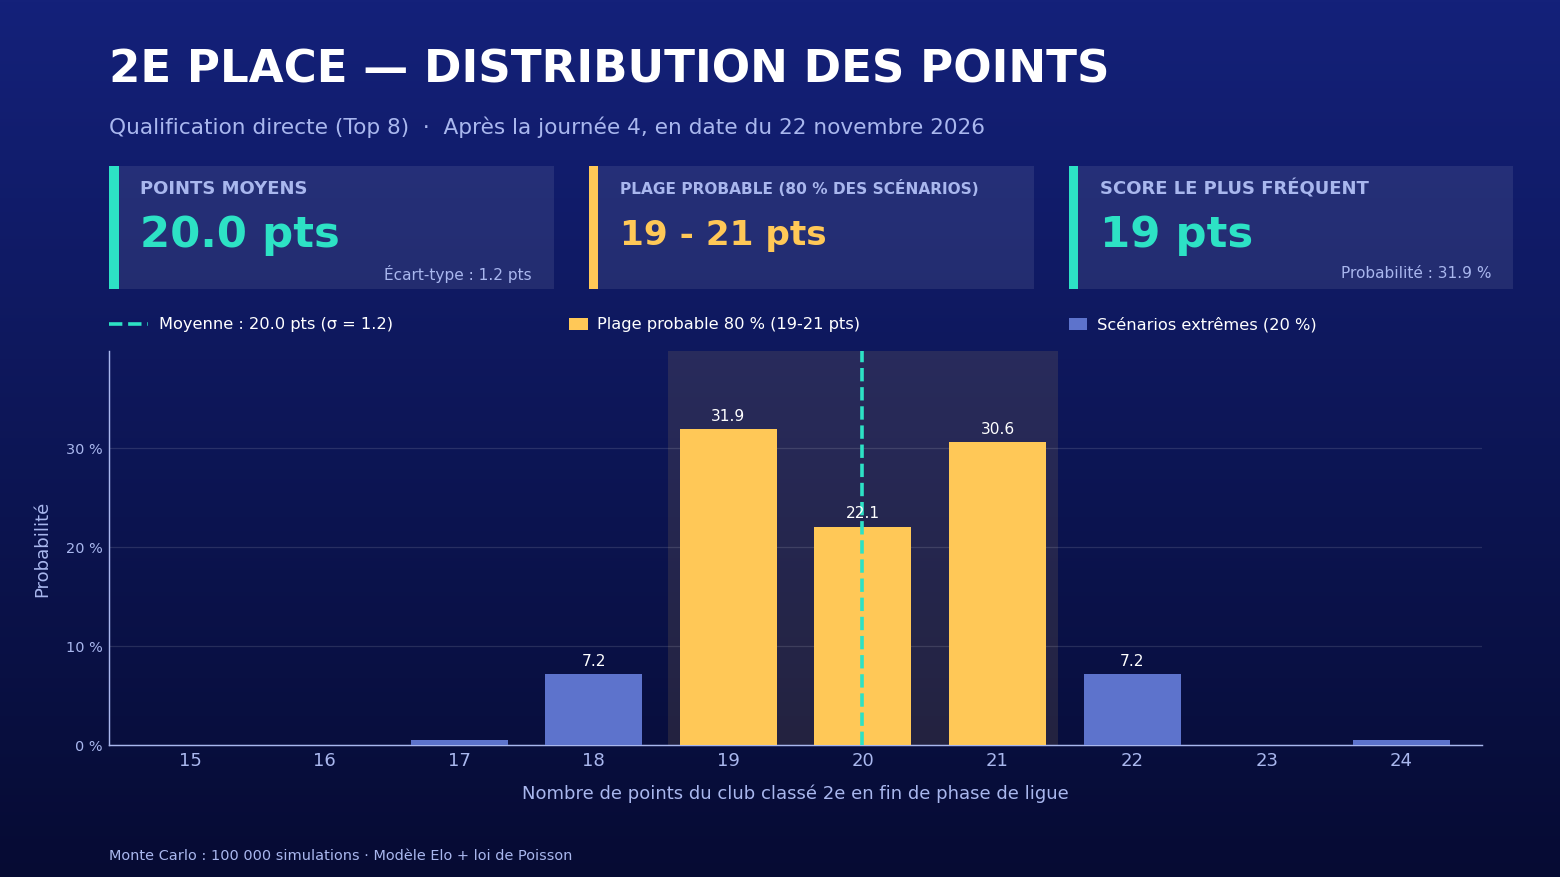 2E PLACE — DISTRIBUTION DES POINTS
Qualification directe (Top 8) · Après la journée 4, en date du 22 novembre 2026
POINTS MOYENS
20.0 pts
Écart-type : 1.2 pts
PLAGE PROBABLE (80 % DES SCÉNARIOS)
19 - 21 pts
SCORE LE PLUS FRÉQUENT
19 pts
Probabilité : 31.9 %
Moyenne : 20.0 pts (σ = 1.2)
Plage probable 80 % (19-21 pts)
Scénarios extrêmes (20 %)
Probabilité
30 %
20 %
10 %
0 %
7.2
31.9
22.1
30.6
7.2
15 16 17 18 19 20 21 22 23 24
Nombre de points du club classé 2e en fin de phase de ligue
Monte Carlo : 100 000 simulations · Modèle Elo + loi de Poisson